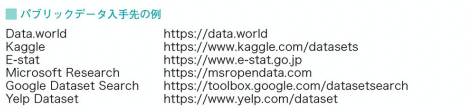 パブリックデータ入手先の例
Data.world https://data.world
Kaggle https://www.kaggle.com/datasets
E-stat https://www.e-stat.go.jp
Microsoft Research https://msropendata.com
Google Dataset Search https://toolbox.google.com/datasetsearch
Yelp Dataset https://www.yelp.com/dataset